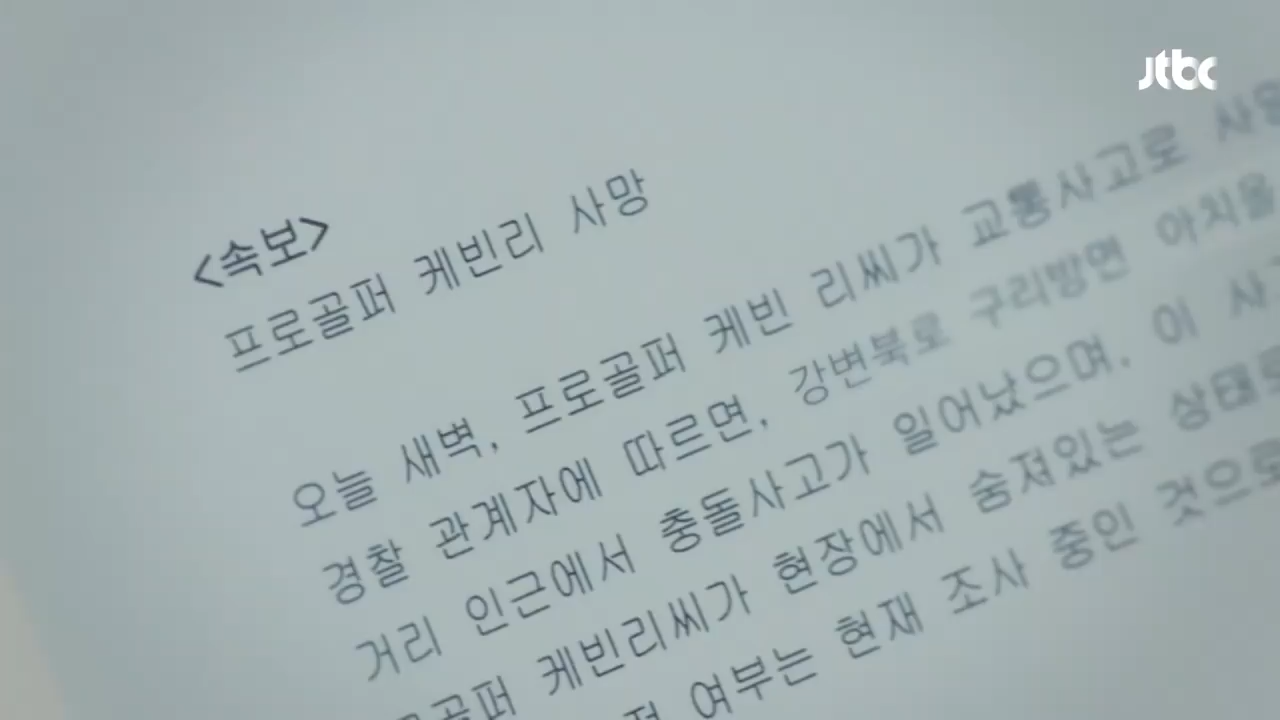 jtbc
<속보>
프로골퍼 케빈리 사망
오늘 새벽, 프로골퍼 케빈 리씨가 교통사고로
경찰 관계자에 따르면, 강변북로 구리방면 아치울
거리 인근에서 충돌사고가 일어났으며, 이
케빈리씨가 현장에서 숨져있는 상태로
여부는 현재 조사 중인 것으로